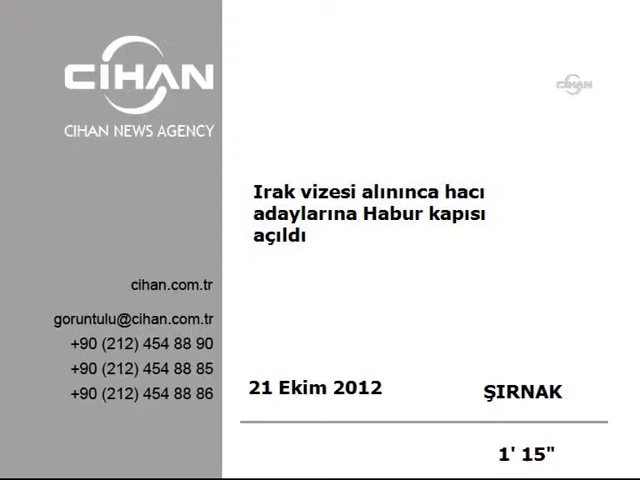 CİHAN
CIHAN NEWS AGENCY
CİHAN
Irak vizesi alınınca hacı
adaylarına Habur kapısı
açıldı
cihan.com.tr
goruntulu@cihan.com.tr
+90 (212) 454 88 90
+90 (212) 454 88 85
+90 (212) 454 88 86
21 Ekim 2012
ŞIRNAK
1' 15"